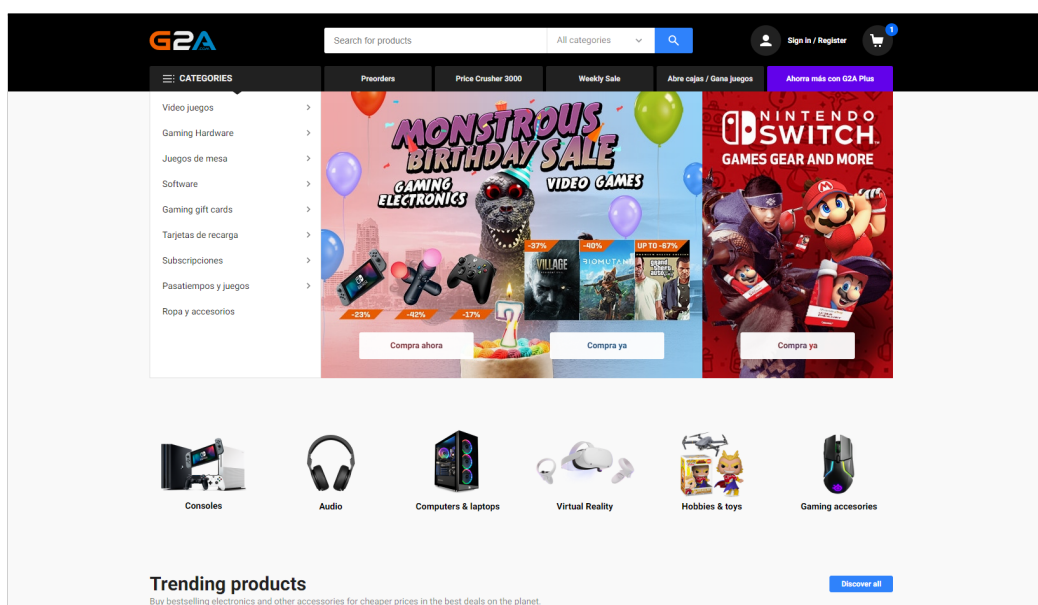 G2A
Search for products
All categories
Sign in / Register
1
CATEGORIES
Preorders
Price Crusher 3000
Weekly Sale
Abre cajas / Gana juegos
Ahorra más con G2A Plus
Video juegos
Gaming Hardware
Juegos de mesa
Software
Gaming gift cards
Tarjetas de recarga
Subscripciones
Pasatiempos y juegos
Ropa y accesorios
MONSTROUS
BIRTHDAY SALE
GAMING
ELECTRONICS
VIDEO GAMES
-23%
-42%
-17%
-37%
VILLAGE
-40%
BIOMUTANT
UP TO -67%
grand
theft
auto
7
Compra ahora
Compra ya
NINTENDO
SWITCH
GAMES GEAR AND MORE
Compra ya
Consoles
Audio
Computers & laptops
Virtual Reality
Hobbies & toys
Gaming accesories
Trending products
Discover all
Buy bestselling electronics and other accessories for cheaper prices in the best deals on the planet.